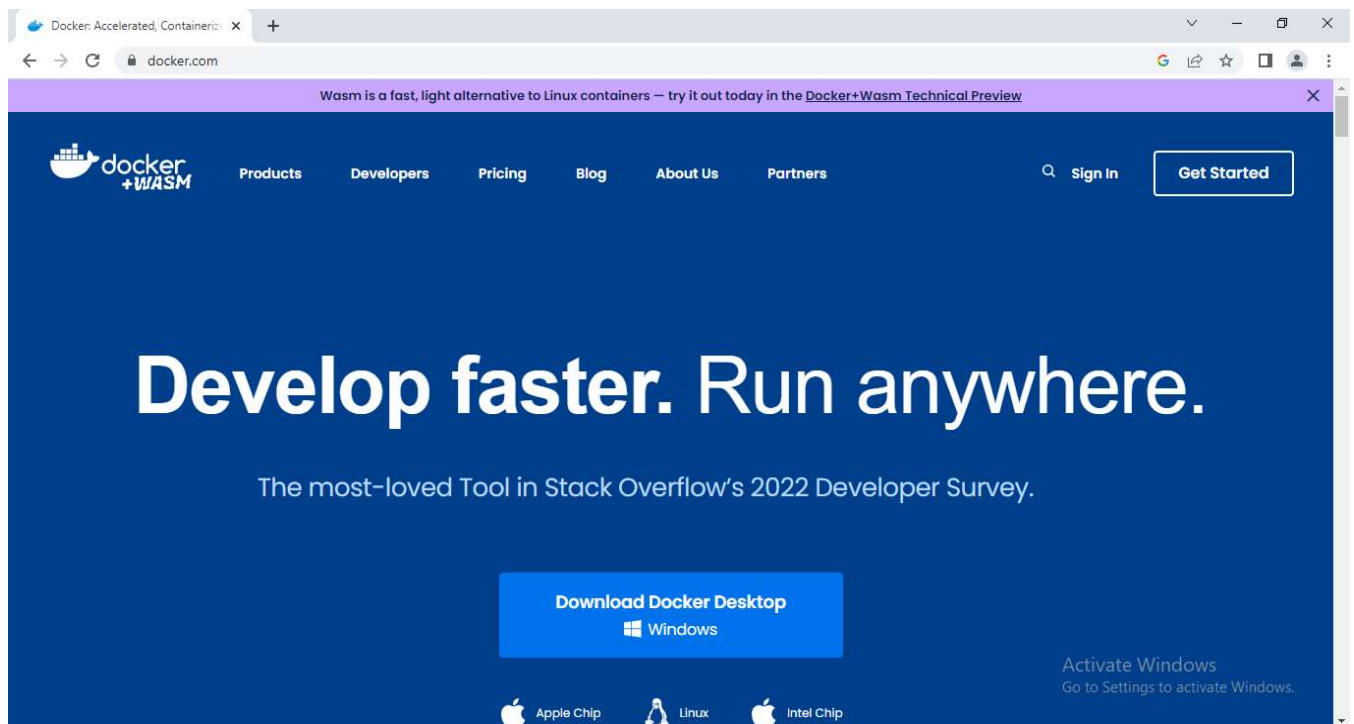 Docker: Accelerated, Containeriz
docker.com
Wasm is a fast, light alternative to Linux containers — try it out today in the Docker+Wasm Technical Preview
docker
+WASM
Products Developers Pricing Blog About Us Partners Sign In Get Started
Develop faster. Run anywhere.
The most-loved Tool in Stack Overflow’s 2022 Developer Survey.
Download Docker Desktop
Windows
Activate Windows
Go to Settings to activate Windows.
Apple Chip Linux Intel Chip